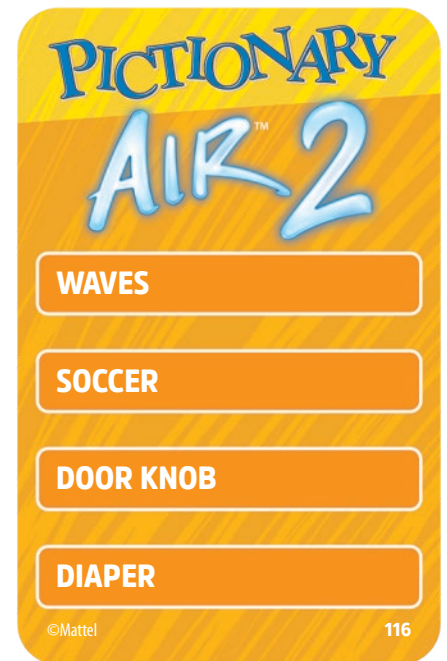 PICTIONARY
AIR™ 2
WAVES
SOCCER
DOOR KNOB
DIAPER
©Mattel 116